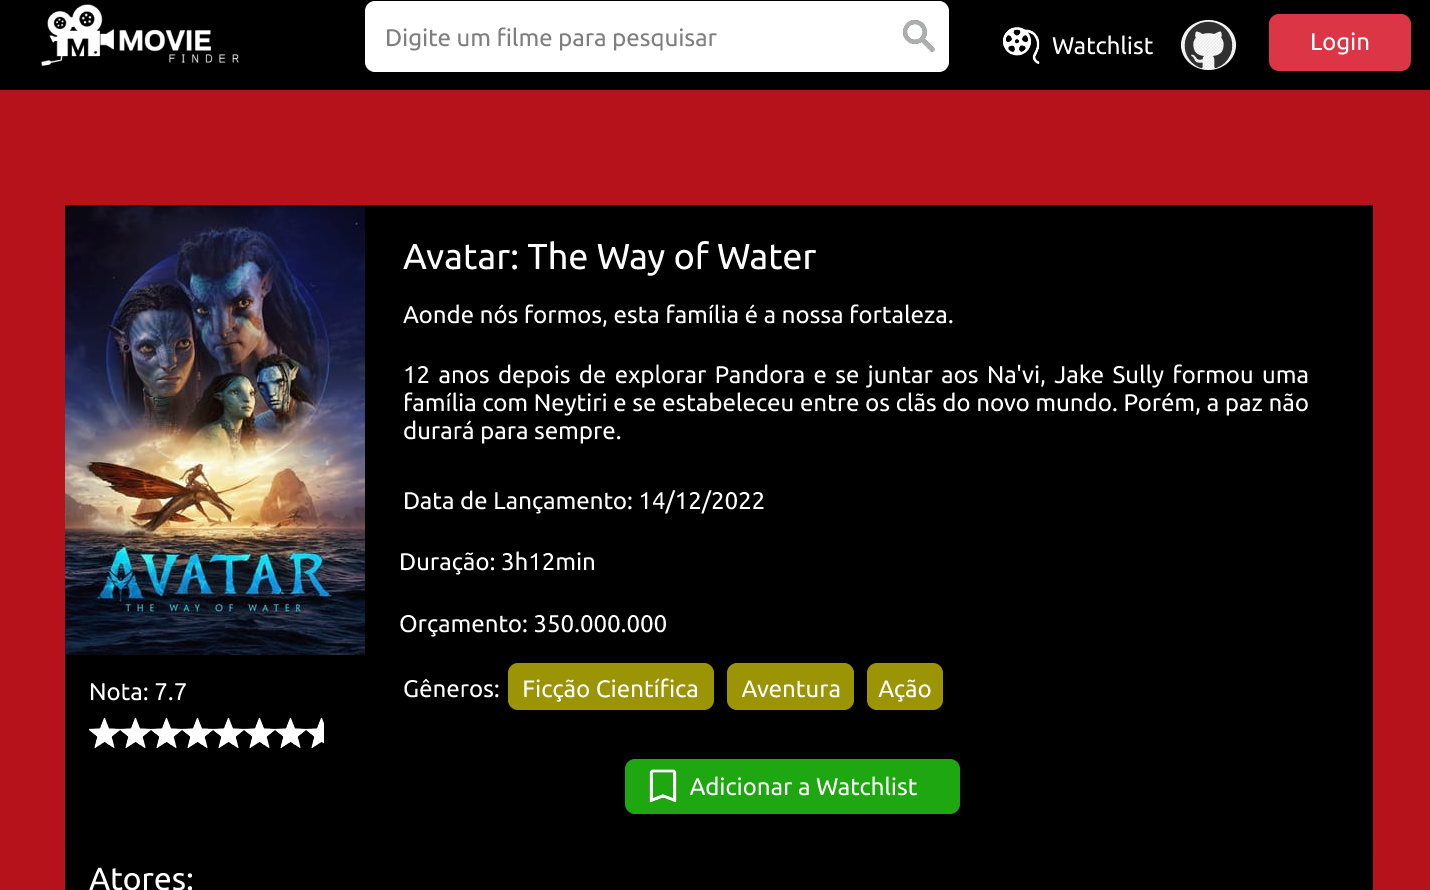 M.
MOVIE
FINDER
Digite um filme para pesquisar
Watchlist
Login
Avatar: The Way of Water
Aonde nós formos, esta família é a nossa fortaleza.
12 anos depois de explorar Pandora e se juntar aos Na'vi, Jake Sully formou uma
família com Neytiri e se estabeleceu entre os clãs do novo mundo. Porém, a paz não
durará para sempre.
Data de Lançamento: 14/12/2022
Duração: 3h12min
Orçamento: 350.000.000
Gêneros: Ficção Científica Aventura Ação
AVATAR
THE WAY OF WATER
Nota: 7.7
Adicionar a Watchlist
Atores: